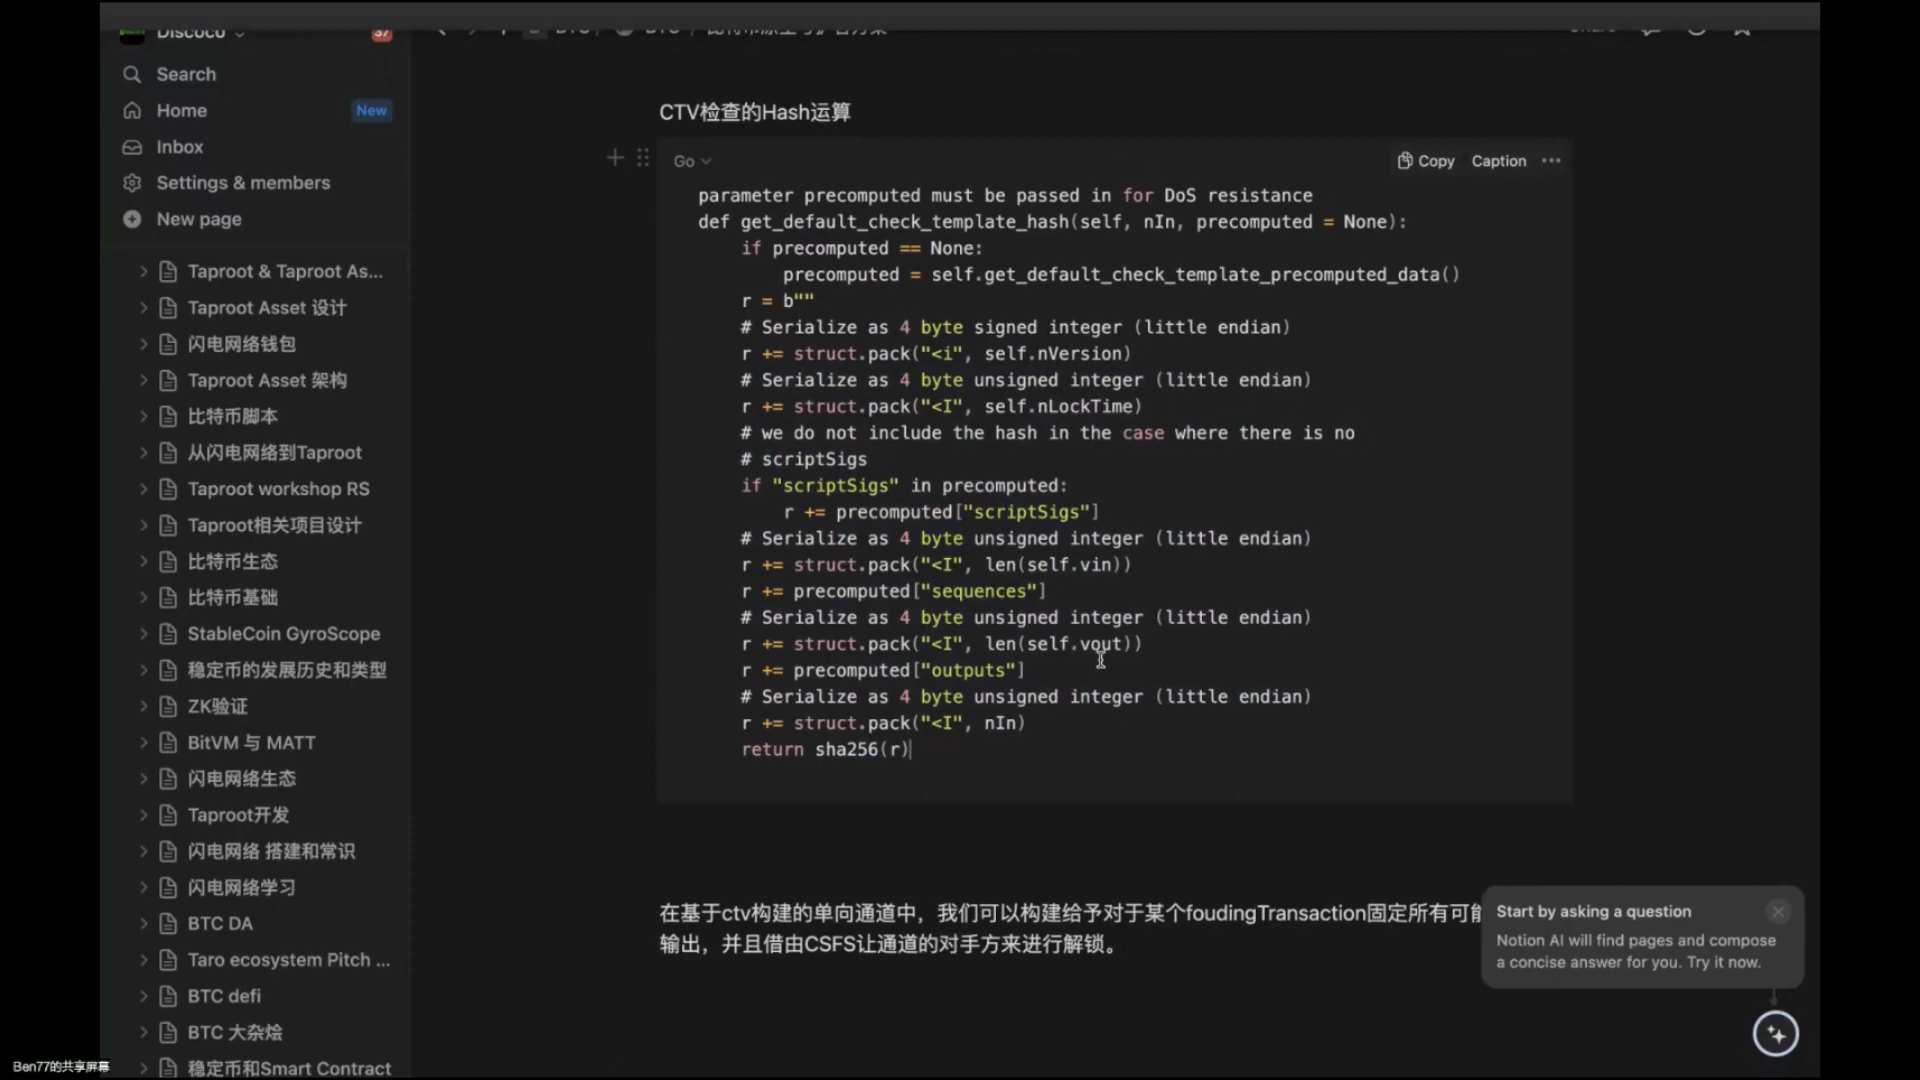 Discoco
37
Search
Home
New
Inbox
Settings & members
New page
Taproot & Taproot As...
Taproot Asset 设计
闪电网络钱包
Taproot Asset 架构
比特币脚本
从闪电网络到Taproot
Taproot workshop RS
Taproot相关项目设计
比特币生态
比特币基础
StableCoin GyroScope
稳定币的发展历史和类型
ZK验证
BitVM 与 MATT
闪电网络生态
Taproot开发
闪电网络 搭建和常识
闪电网络学习
BTC DA
Taro ecosystem Pitch ...
BTC defi
BTC 大杂烩
稳定币和Smart Contract
CTV检查的Hash运算
Go
Copy
Caption
parameter precomputed must be passed in for DoS resistance
def get_default_check_template_hash(self, nIn, precomputed = None):
if precomputed == None:
precomputed = self.get_default_check_template_precomputed_data()
r = b""
# Serialize as 4 byte signed integer (little endian)
r += struct.pack("<i", self.nVersion)
# Serialize as 4 byte unsigned integer (little endian)
r += struct.pack("<I", self.nLockTime)
# we do not include the hash in the case where there is no
# scriptSigs
if "scriptSigs" in precomputed:
r += precomputed["scriptSigs"]
# Serialize as 4 byte unsigned integer (little endian)
r += struct.pack("<I", len(self.vin))
r += precomputed["sequences"]
# Serialize as 4 byte unsigned integer (little endian)
r += struct.pack("<I", len(self.vout))
r += precomputed["outputs"]
# Serialize as 4 byte unsigned integer (little endian)
r += struct.pack("<I", nIn)
return sha256(r)
在基于ctv构建的单向通道中，我们可以构建给予对于某个foudingTransaction固定所有可能
输出，并且借由CSFS让通道的对手方来进行解锁。
Start by asking a question
Notion AI will find pages and compose
a concise answer for you. Try it now.
Ben77的共享屏幕